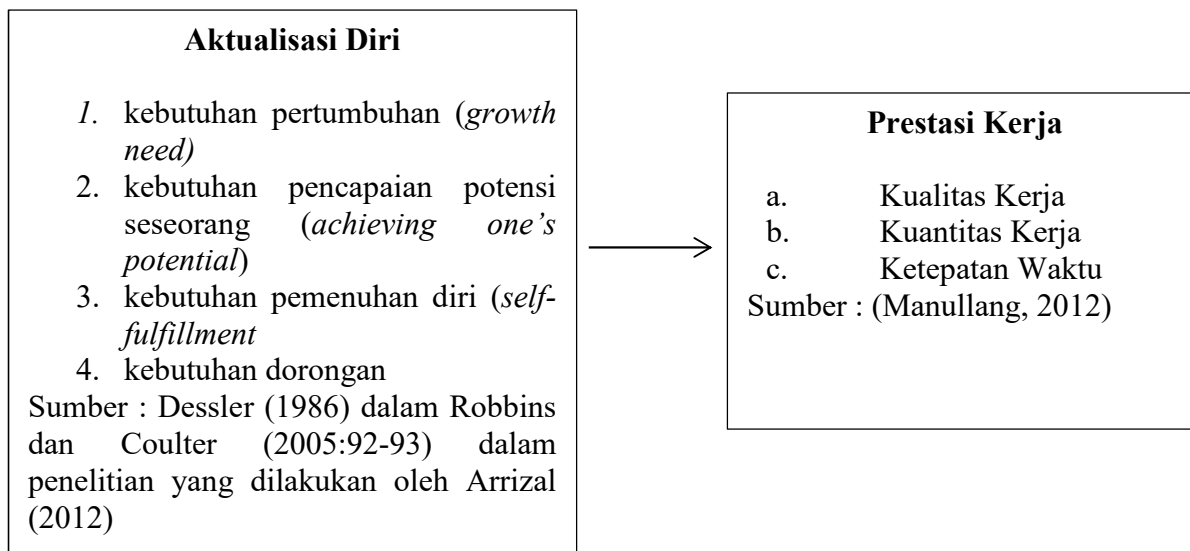 Aktualisasi Diri
1. kebutuhan pertumbuhan (growth
need)
2. kebutuhan pencapaian potensi
seseorang (achieving one’s
potential)
3. kebutuhan pemenuhan diri (self-
fulfillment
4. kebutuhan dorongan
Sumber : Dessler (1986) dalam Robbins
dan Coulter (2005:92-93) dalam
penelitian yang dilakukan oleh Arrizal
(2012)
Prestasi Kerja
a. Kualitas Kerja
b. Kuantitas Kerja
c. Ketepatan Waktu
Sumber : (Manullang, 2012)